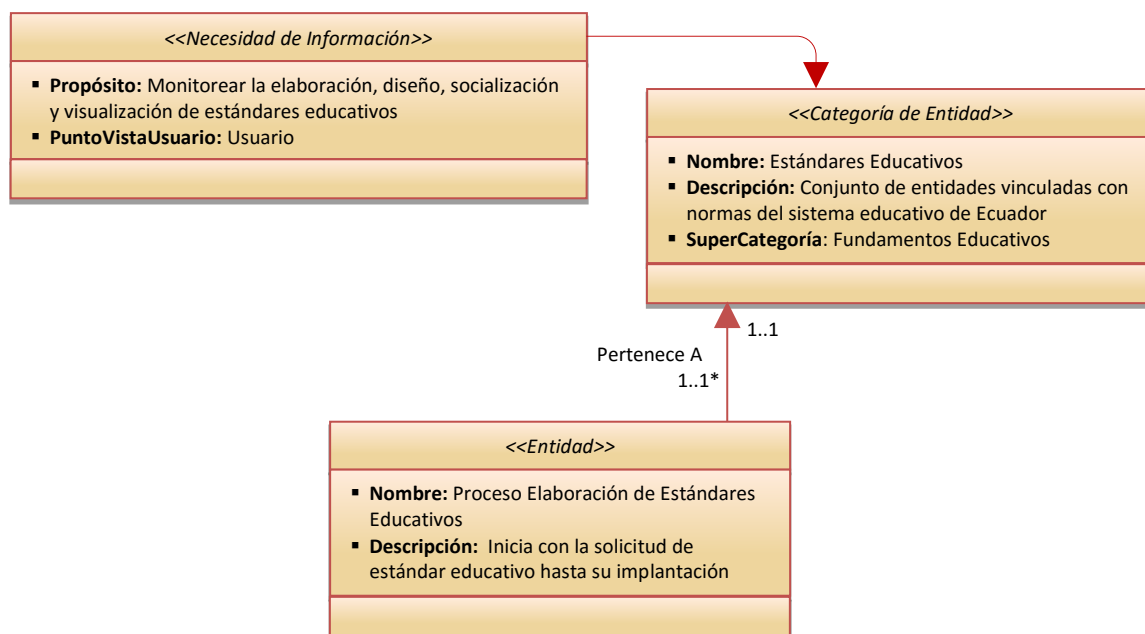 <<Necesidad de Información>>
▪ Propósito: Monitorear la elaboración, diseño, socialización
y visualización de estándares educativos
▪ PuntoVistaUsuario: Usuario
<<Categoría de Entidad>>
▪ Nombre: Estándares Educativos
▪ Descripción: Conjunto de entidades vinculadas con
normas del sistema educativo de Ecuador
▪ SuperCategoría: Fundamentos Educativos
1..1
Pertenece A
1..1*
<<Entidad>>
▪ Nombre: Proceso Elaboración de Estándares
Educativos
▪ Descripción: Inicia con la solicitud de
estándar educativo hasta su implantación